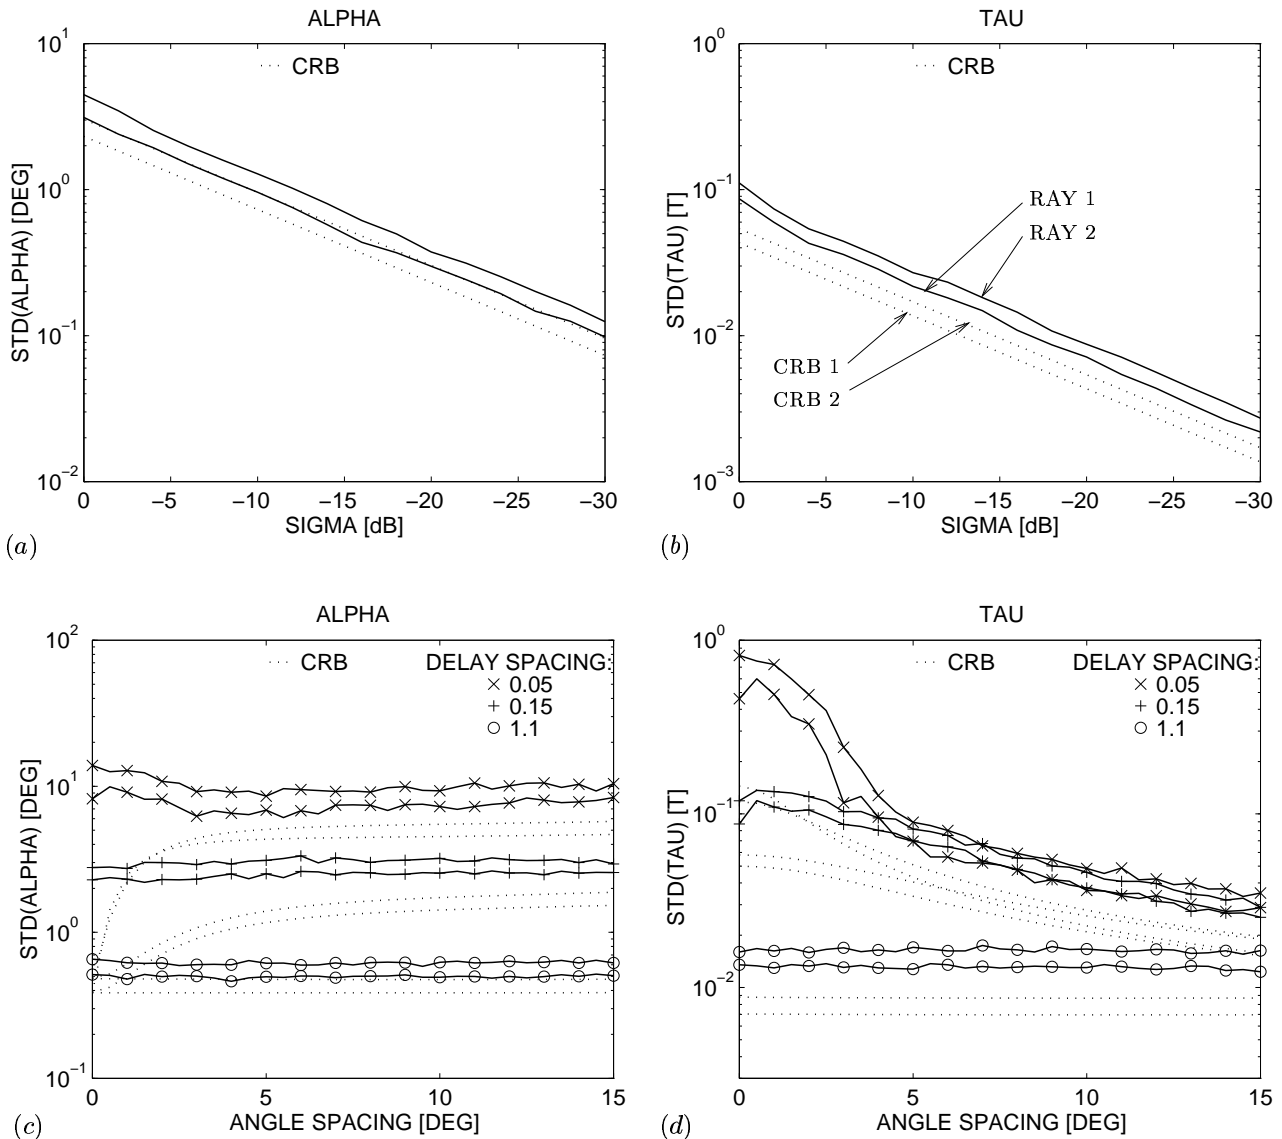 ALPHA
10^1
10^0
10^-1
10^-2
STD(ALPHA) [DEG]
CRB
0 −5 −10 −15 −20 −25 −30
SIGMA [dB]
(a)
TAU
10^0
10^-1
10^-2
10^-3
STD(TAU) [T]
CRB
RAY 1
RAY 2
CRB 1
CRB 2
0 −5 −10 −15 −20 −25 −30
SIGMA [dB]
(b)
ALPHA
10^2
10^1
10^0
10^-1
STD(ALPHA) [DEG]
CRB
DELAY SPACING:
0.05
0.15
1.1
0 5 10 15
ANGLE SPACING [DEG]
(c)
TAU
10^0
10^-1
10^-2
STD(TAU) [T]
CRB
DELAY SPACING:
0.05
0.15
1.1
0 5 10 15
ANGLE SPACING [DEG]
(d)